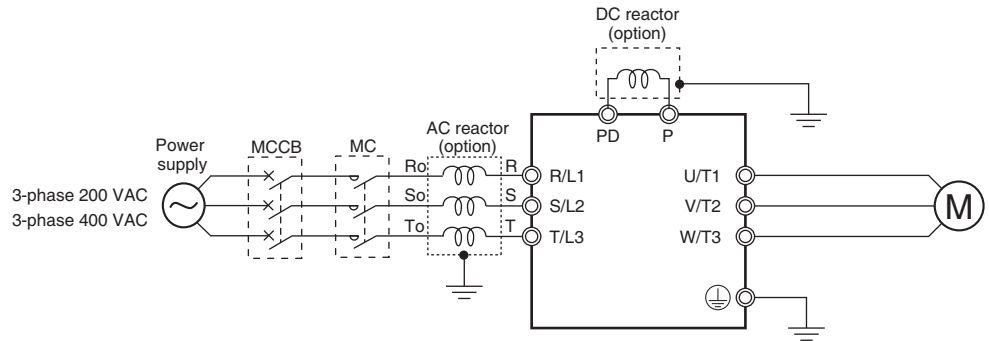 DC reactor
(option)
PD
P
AC reactor
(option)
Power
supply
MCCB
MC
3-phase 200 VAC
3-phase 400 VAC
Ro
R
R/L1
U/T1
So
S
S/L2
V/T2
To
T
T/L3
W/T3
M